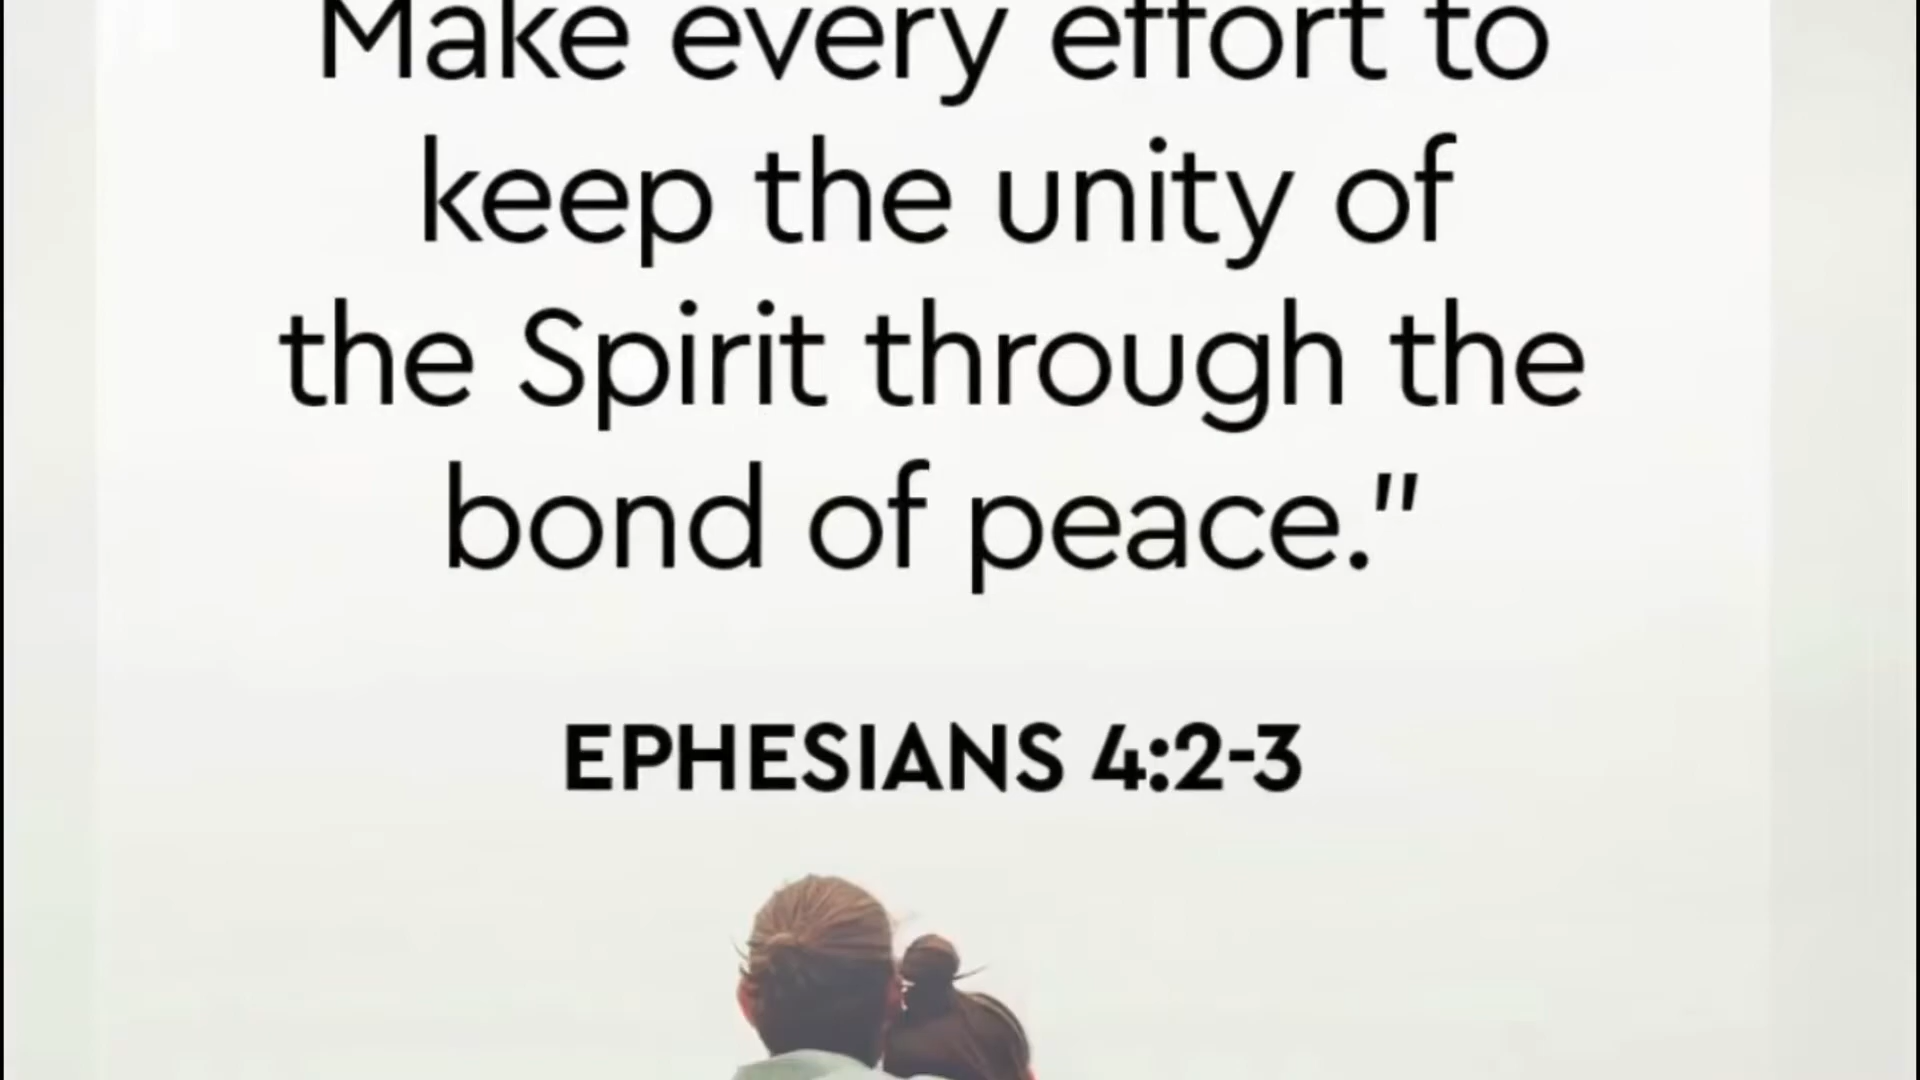 Make every effort to
keep the unity of
the Spirit through the
bond of peace."
EPHESIANS 4:2-3